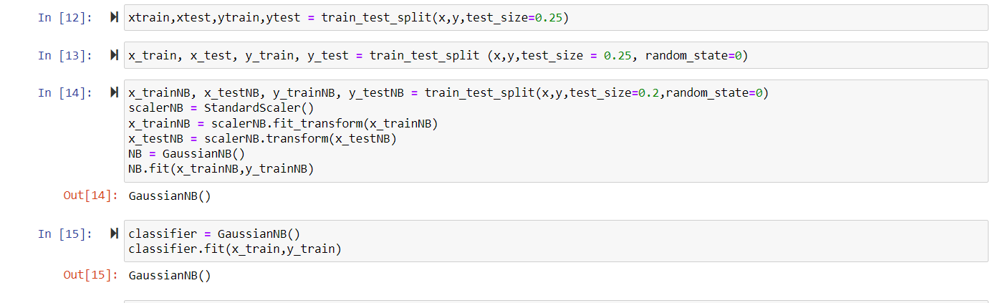 In [12]: xtrain,xtest,ytrain,ytest = train_test_split(x,y,test_size=0.25)
In [13]: x_train, x_test, y_train, y_test = train_test_split (x,y,test_size = 0.25, random_state=0)
In [14]: x_trainNB, x_testNB, y_trainNB, y_testNB = train_test_split(x,y,test_size=0.2,random_state=0)
scalerNB = StandardScaler()
x_trainNB = scalerNB.fit_transform(x_trainNB)
x_testNB = scalerNB.transform(x_testNB)
NB = GaussianNB()
NB.fit(x_trainNB,y_trainNB)
Out[14]: GaussianNB()
In [15]: classifier = GaussianNB()
classifier.fit(x_train,y_train)
Out[15]: GaussianNB()